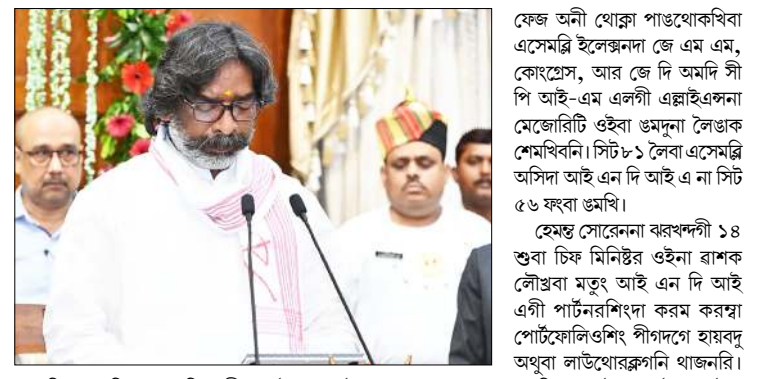 ফেজ অনী থোক্না পাঙথোকখিবা
এসেমব্লি ইলেক্সনদা জে এম এম,
কোংগ্রেস, আর জে দি অমদি সী
পি আই-এম এলগী এল্লাইএন্সনা
মেজোরিটি ওইবা ঙমদুনা লৈঙাক
শেমখিবনি। সিট ৮১ লৈবা এসেমব্লি
অসিদা আই এন দি আই এ না সিট
৫৬ ফংবা ঙমখি।
হেমন্ত সোরেননা ঝরখন্দগী ১৪
শুবা চিফ মিনিষ্টর ওইনা ৱাশক
লৌখ্রবা মতুং আই এন দি আই
এগী পার্টনরশিংদা করম করম্বা
পোর্টফোলিওশিং পীগদগে হায়বদু
অথুবা লাউথোরক্লগনি থাজনরি।